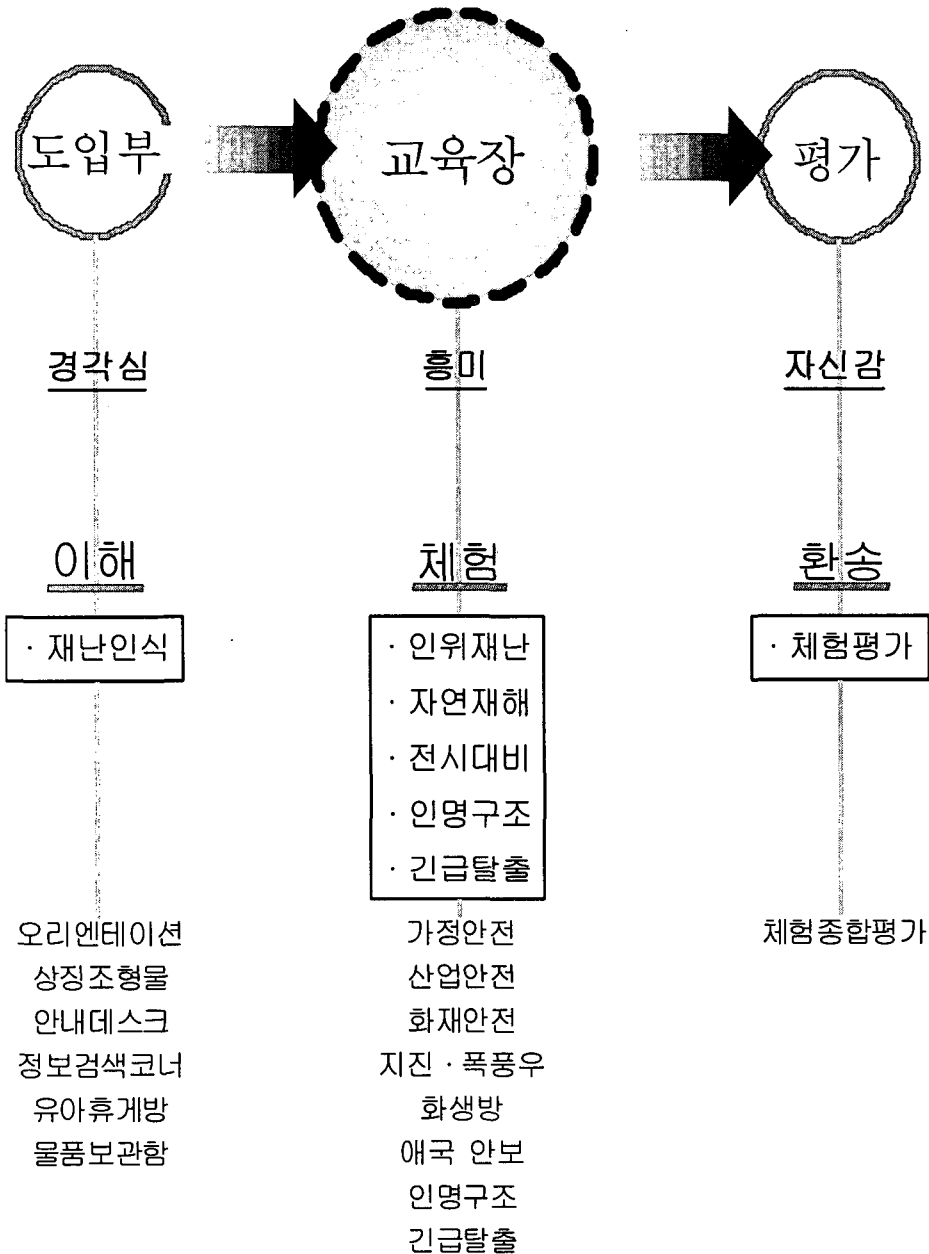 도입부
교육장
평가
경각심
흥미
자신감
이해
체험
환송
· 재난인식
· 인위재난
· 자연재해
· 전시대비
· 인명구조
· 긴급탈출
· 체험평가
오리엔테이션
상징조형물
안내데스크
정보검색코너
유아휴게방
물품보관함
가정안전
산업안전
화재안전
지진 · 폭풍우
화생방
애국 안보
인명구조
긴급탈출
체험종합평가